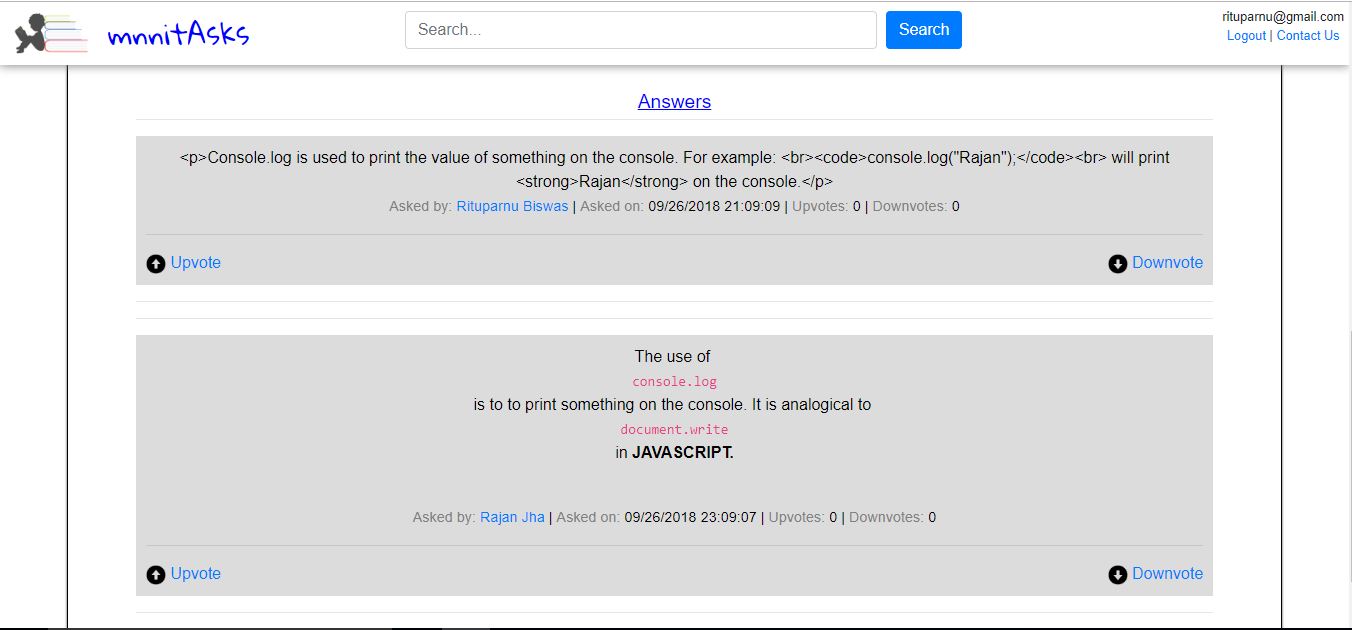 mnnitAsks
Search...
Search
rituparnu@gmail.com
Logout | Contact Us
Answers
<p>Console.log is used to print the value of something on the console. For example: <br><code>console.log("Rajan");</code><br> will print
<strong>Rajan</strong> on the console.</p>
Asked by: Rituparnu Biswas | Asked on: 09/26/2018 21:09:09 | Upvotes: 0 | Downvotes: 0
Upvote
Downvote
The use of
console.log
is to to print something on the console. It is analogical to
document.write
in JAVASCRIPT.
Asked by: Rajan Jha | Asked on: 09/26/2018 23:09:07 | Upvotes: 0 | Downvotes: 0
Upvote
Downvote